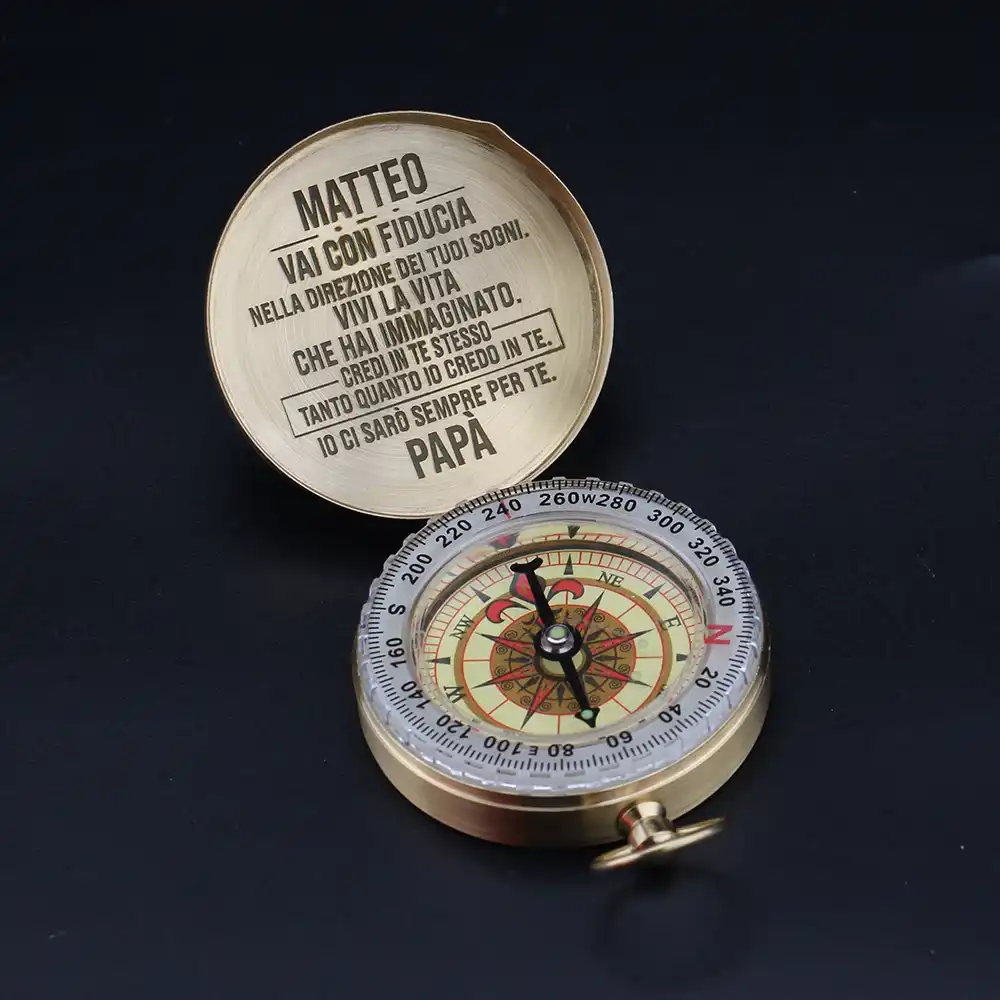 MATTEO
VAI CON FIDUCIA
NELLA DIREZIONE DEI TUOI SOGNI.
VIVI LA VITA
CHE HAI IMMAGINATO.
CREDI IN TE STESSO
TANTO QUANTO IO CREDO IN TE.
IO CI SARÒ SEMPRE PER TE.
PAPÀ
200 220 240 260 W 280 300 320 340 N 20 40 60 80 E 100 120 140 160 S
NW NE E W